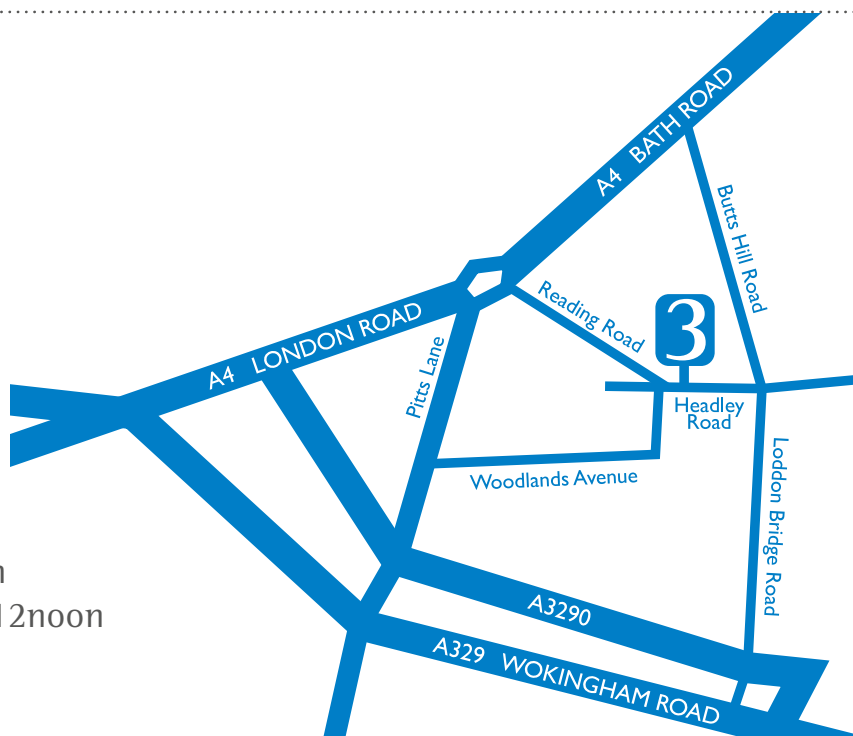 A4 BATH ROAD
Butts Hill Road
Reading Road
3
A4 LONDON ROAD
Pitts Lane
Headley
Road
Woodlands Avenue
Loddon Bridge Road
12noon
A3290
A329 WOKINGHAM ROAD